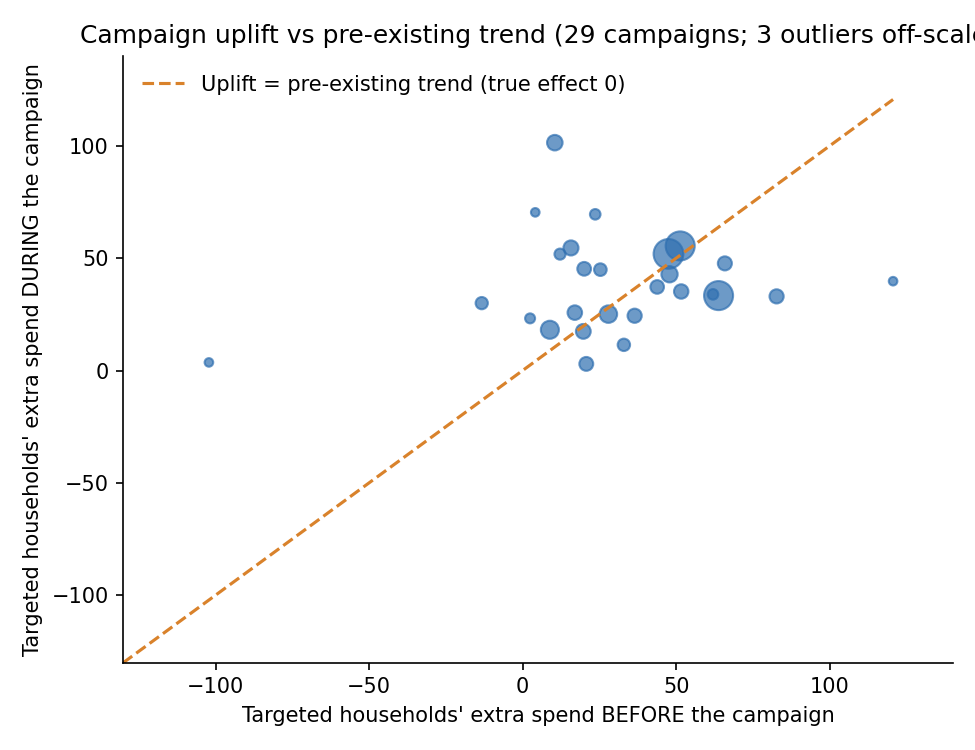 Campaign uplift vs pre-existing trend (29 campaigns; 3 outliers off-scale
Uplift = pre-existing trend (true effect 0)
Targeted households' extra spend DURING the campaign
100
50
0
−50
−100
−100
−50
0
50
100
Targeted households' extra spend BEFORE the campaign